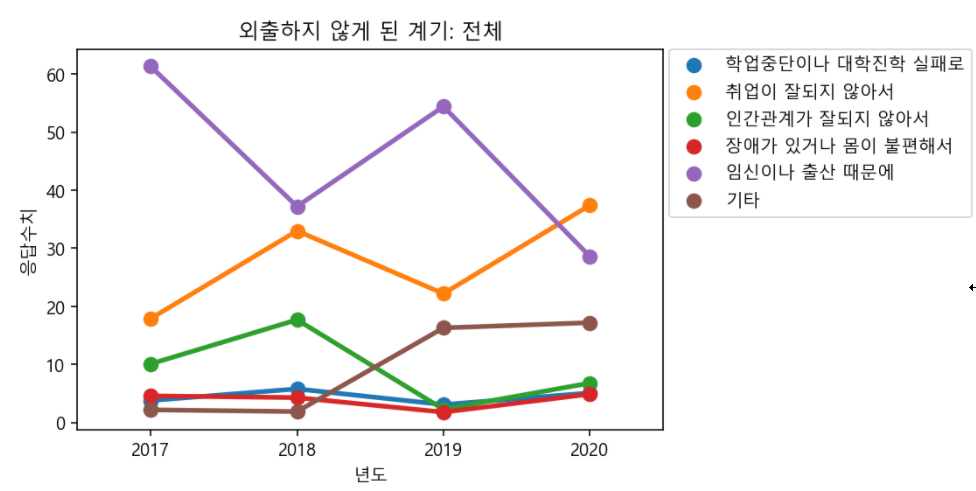 외출하지 않게 된 계기: 전체
응답수치
60
50
40
30
20
10
0
2017 2018 2019 2020
년도
학업중단이나 대학진학 실패로
취업이 잘되지 않아서
인간관계가 잘되지 않아서
장애가 있거나 몸이 불편해서
임신이나 출산 때문에
기타